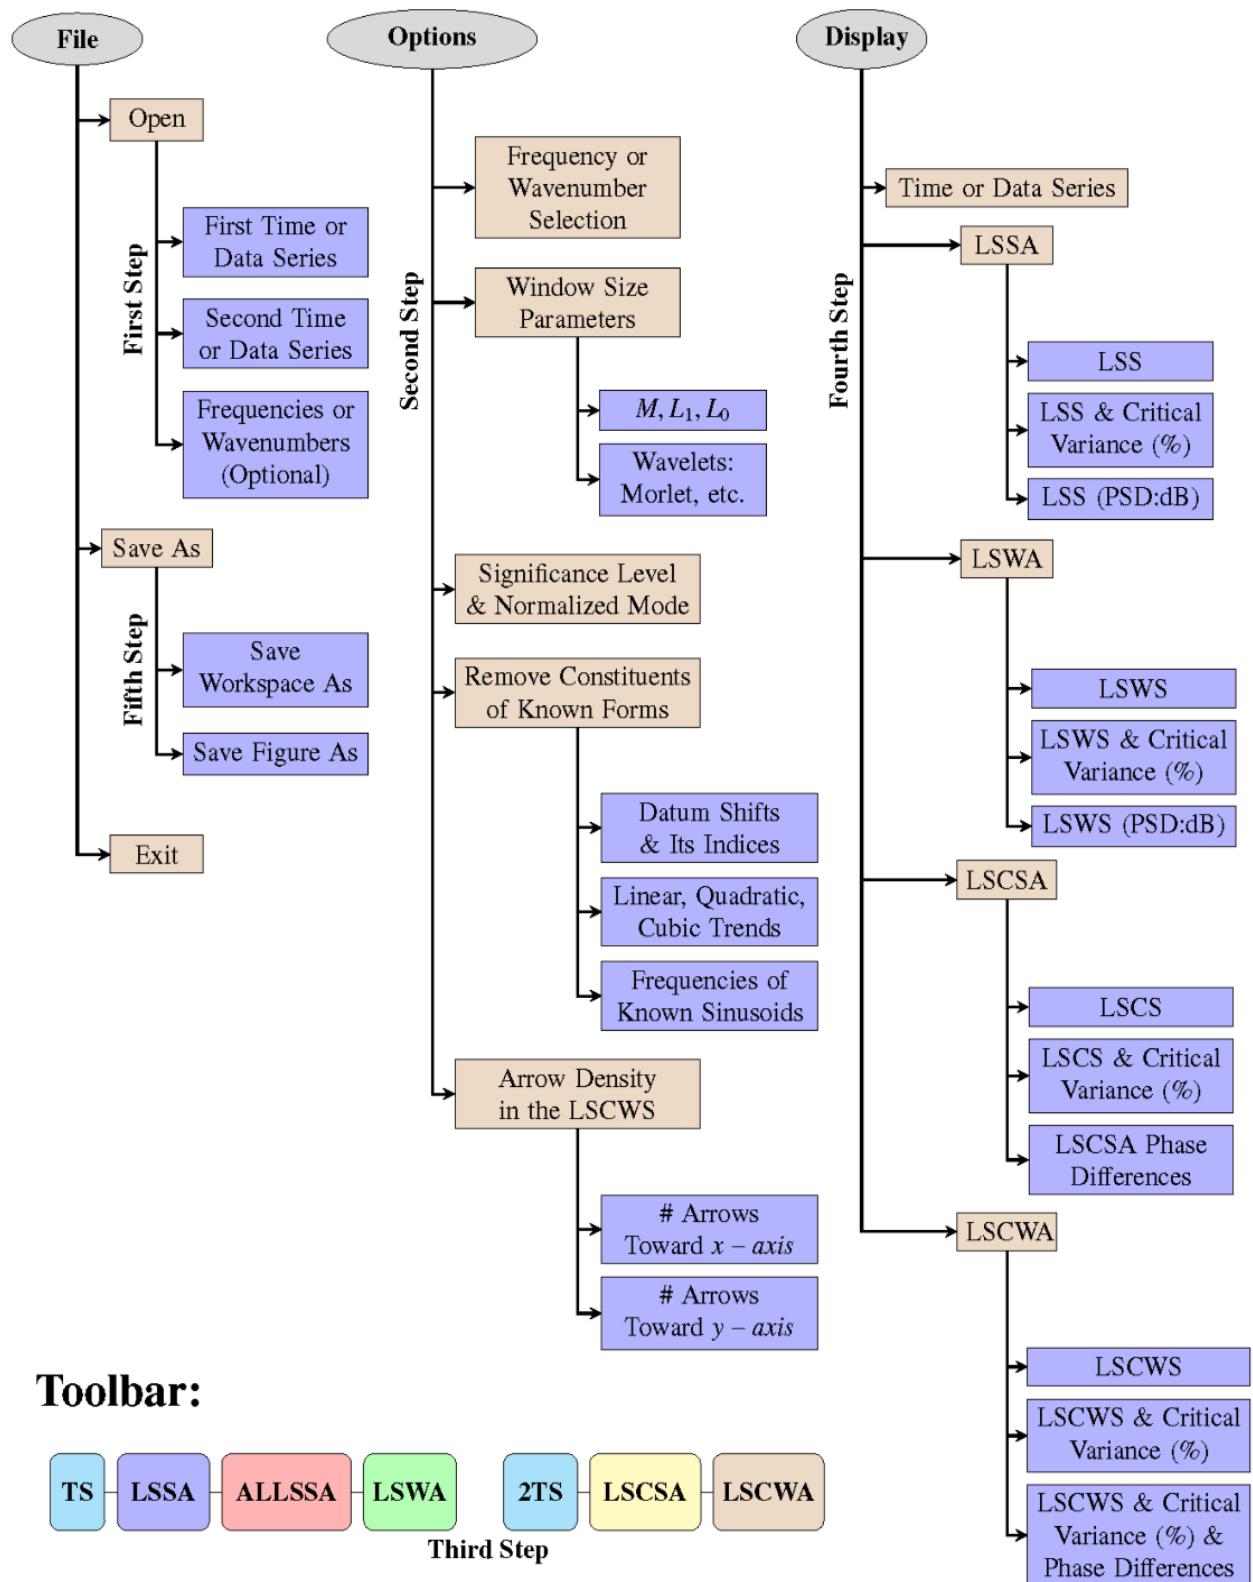 File
Open
First Step
First Time or
Data Series
Second Time
or Data Series
Frequencies or
Wavenumbers
(Optional)
Save As
Fifth Step
Save
Workspace As
Save Figure As
Exit
Options
Second Step
Frequency or
Wavenumber
Selection
Window Size
Parameters
M, L₁, L₀
Wavelets:
Morlet, etc.
Significance Level
& Normalized Mode
Remove Constituents
of Known Forms
Datum Shifts
& Its Indices
Linear, Quadratic,
Cubic Trends
Frequencies of
Known Sinusoids
Arrow Density
in the LSCWS
# Arrows
Toward x – axis
# Arrows
Toward y – axis
Display
Fourth Step
Time or Data Series
LSSA
LSS
LSS & Critical
Variance (%)
LSS (PSD:dB)
LSWA
LSWS
LSWS & Critical
Variance (%)
LSWS (PSD:dB)
LSCSA
LSCS
LSCS & Critical
Variance (%)
LSCSA Phase
Differences
LSCWA
LSCWS
LSCWS & Critical
Variance (%)
LSCWS & Critical
Variance (%) &
Phase Differences
Toolbar:
TS LSSA ALLSSA LSWA 2TS LSCSA LSCWA
Third Step